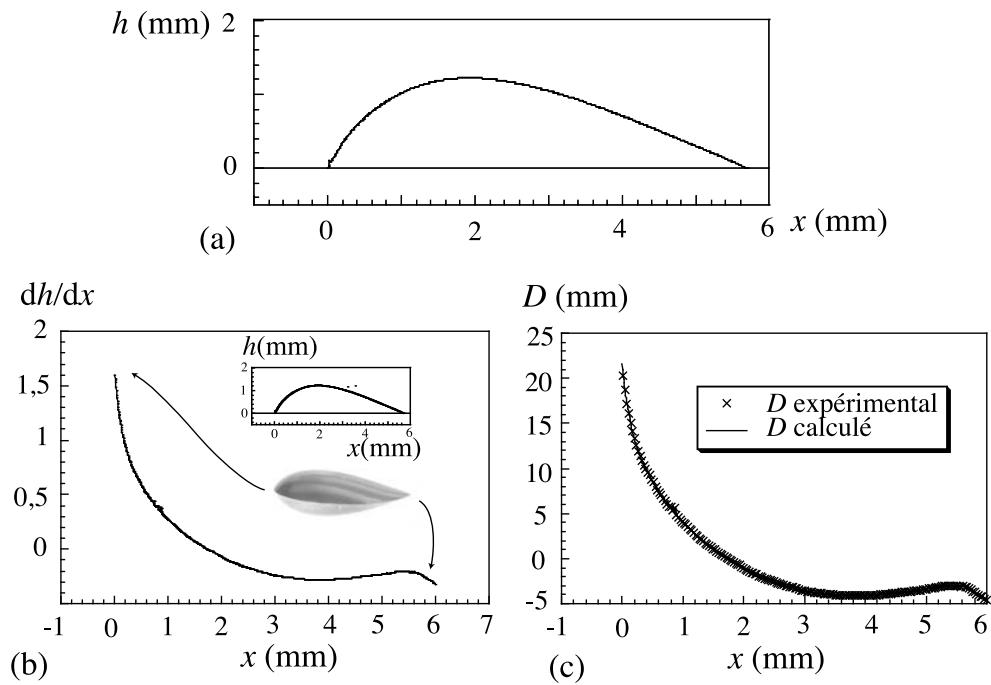 h (mm)
2
0
0 2 4 6
x (mm)
(a)
dh/dx
2
1,5
1
0,5
0
-1 0 1 2 3 4 5 6 7
x (mm)
(b)
h(mm)
2
1
0
0 2 4 6
x(mm)
D (mm)
25
20
15
10
5
0
-5
-1 0 1 2 3 4 5 6
x (mm)
(c)
D expérimental
D calculé